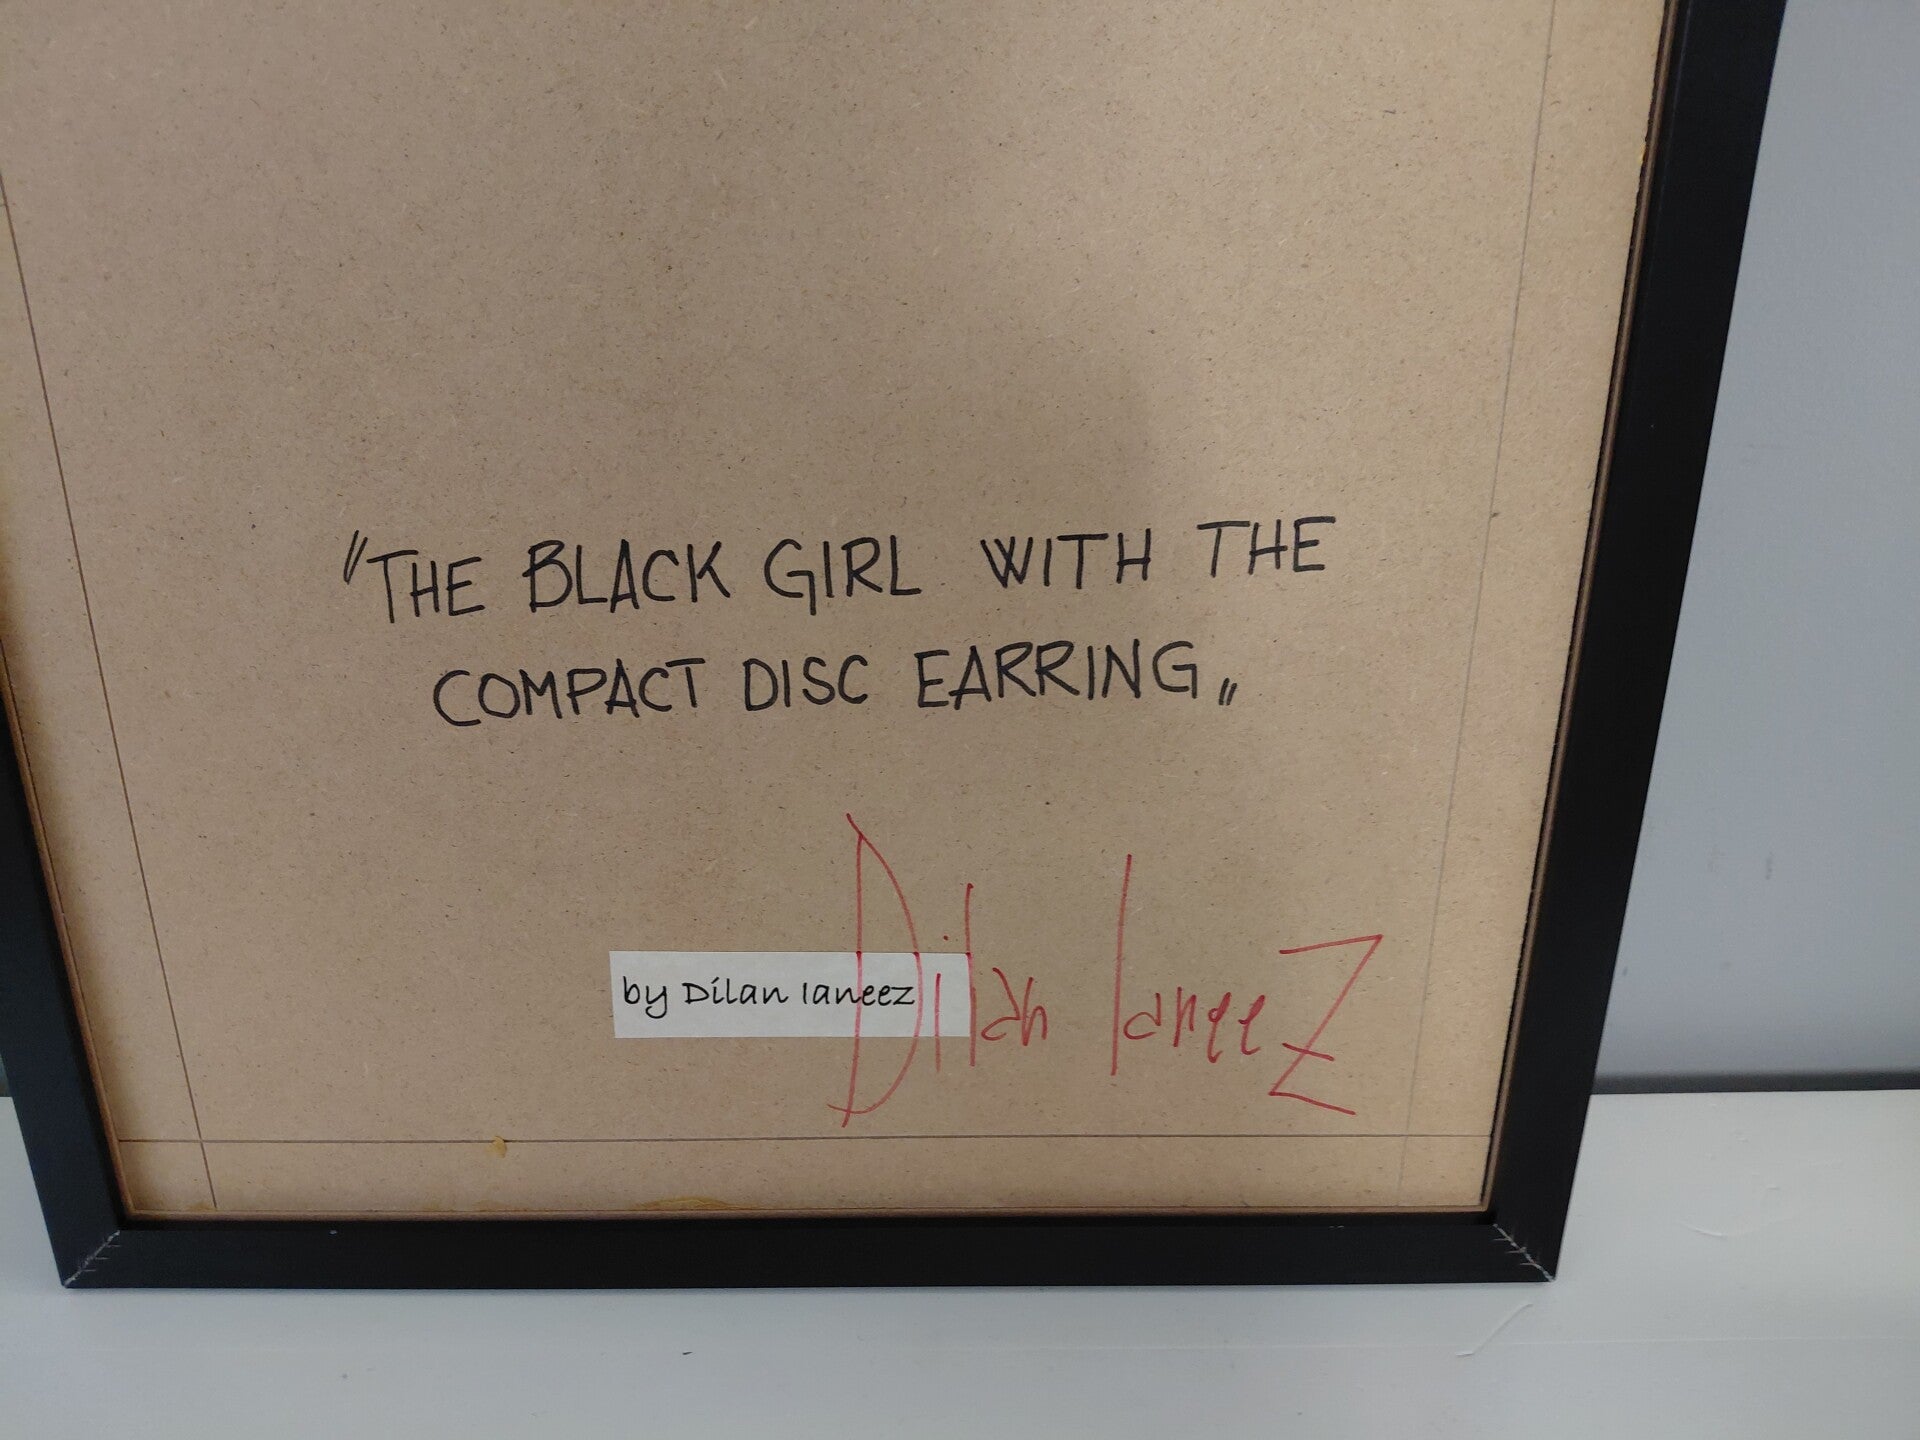 "THE BLACK GIRL WITH THE
COMPACT DISC EARRING„
by Dilan Ianeez
Dilan IaneeZ